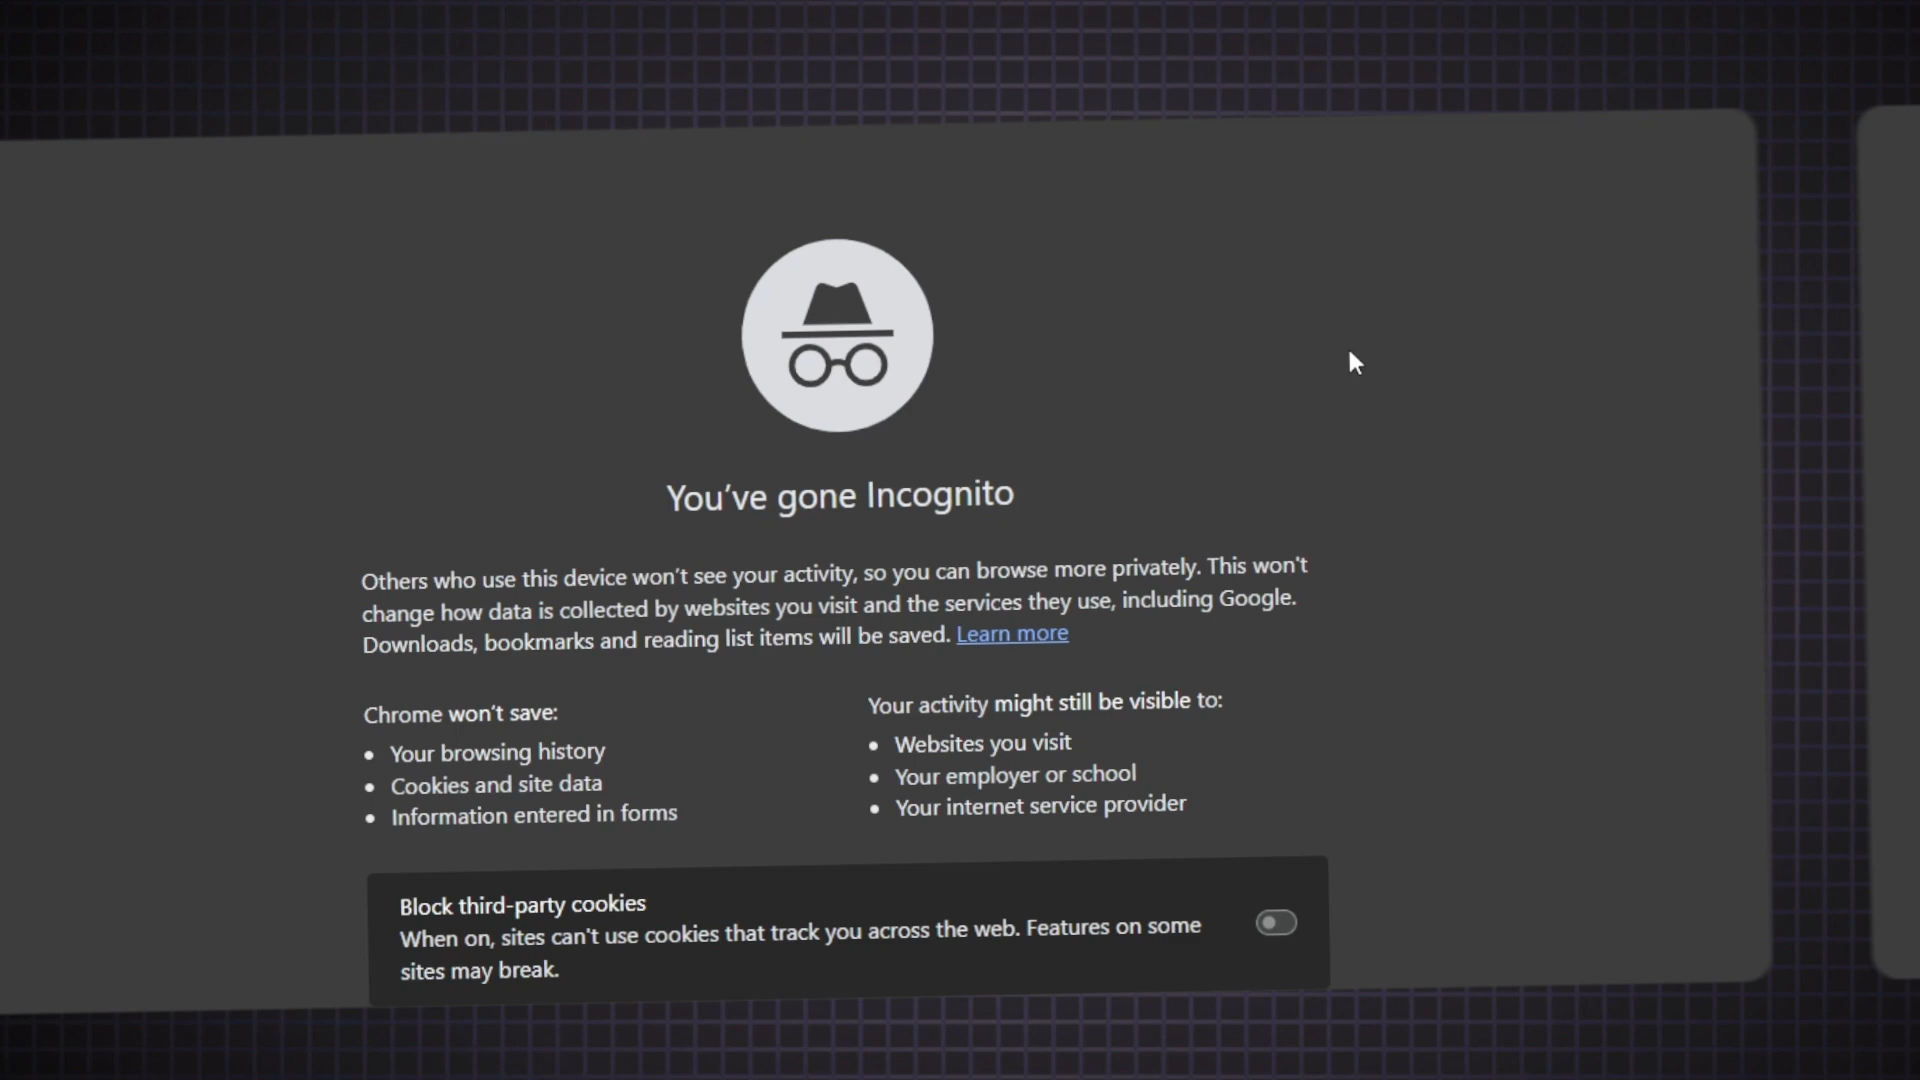 You've gone Incognito
Others who use this device won't see your activity, so you can browse more privately. This won't
change how data is collected by websites you visit and the services they use, including Google.
Downloads, bookmarks and reading list items will be saved. Learn more
Chrome won't save:
• Your browsing history
• Cookies and site data
• Information entered in forms
Your activity might still be visible to:
• Websites you visit
• Your employer or school
• Your internet service provider
Block third-party cookies
When on, sites can't use cookies that track you across the web. Features on some
sites may break.